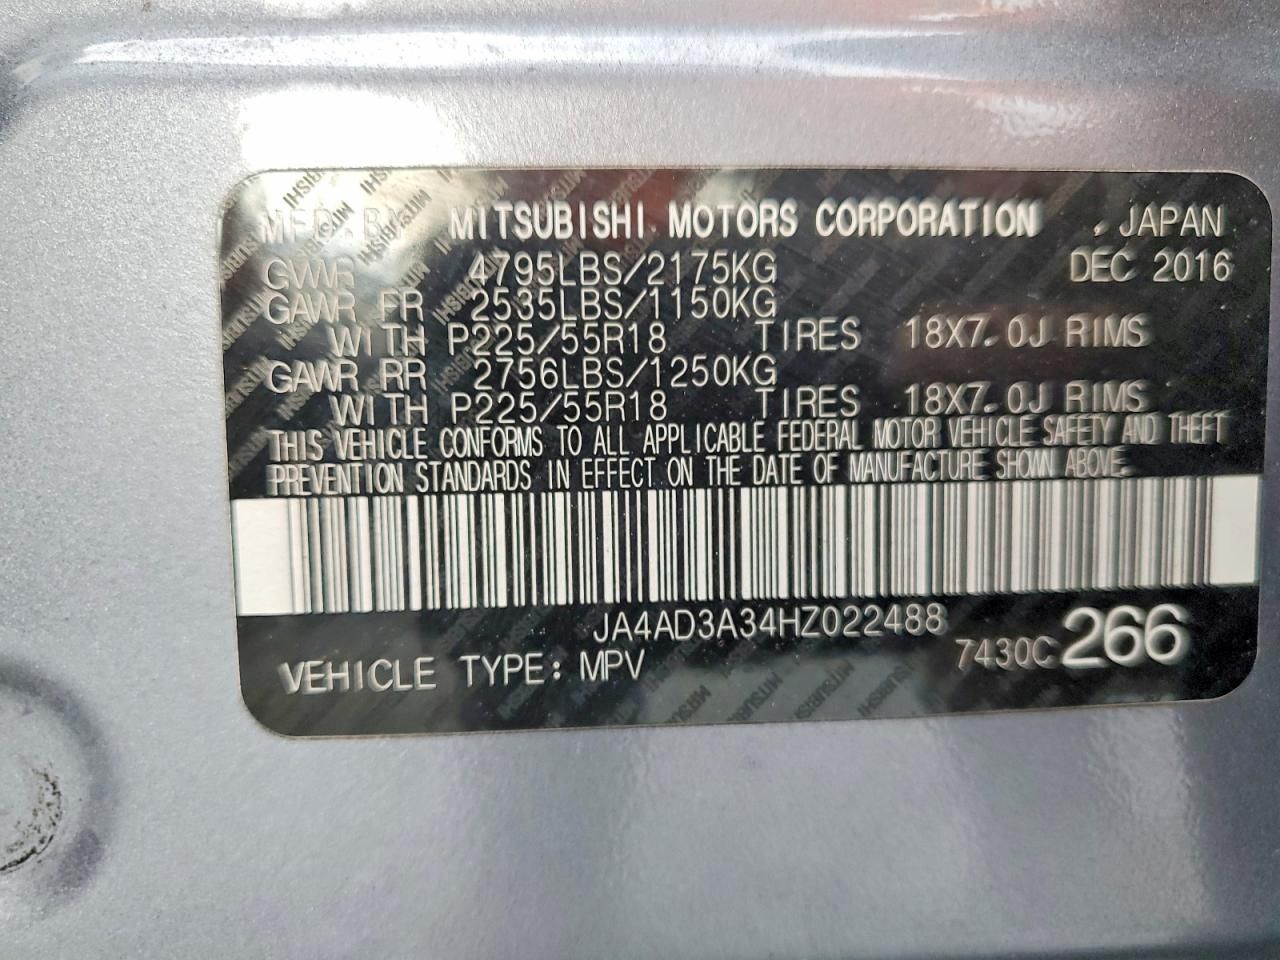 MFD.BY MITSUBISHI MOTORS CORPORATION , JAPAN
GVWR 4795LBS/2175KG DEC 2016
GAWR FR 2535LBS/1150KG
WITH P225/55R18 TIRES 18X7.0J RIMS
GAWR RR 2756LBS/1250KG
WITH P225/55R18 TIRES 18X7.0J RIMS
THIS VEHICLE CONFORMS TO ALL APPLICABLE FEDERAL MOTOR VEHICLE SAFETY AND THEFT
PREVENTION STANDARDS IN EFFECT ON THE DATE OF MANUFACTURE SHOWN ABOVE.
JA4AD3A34HZ022488
7430C 266
VEHICLE TYPE: MPV